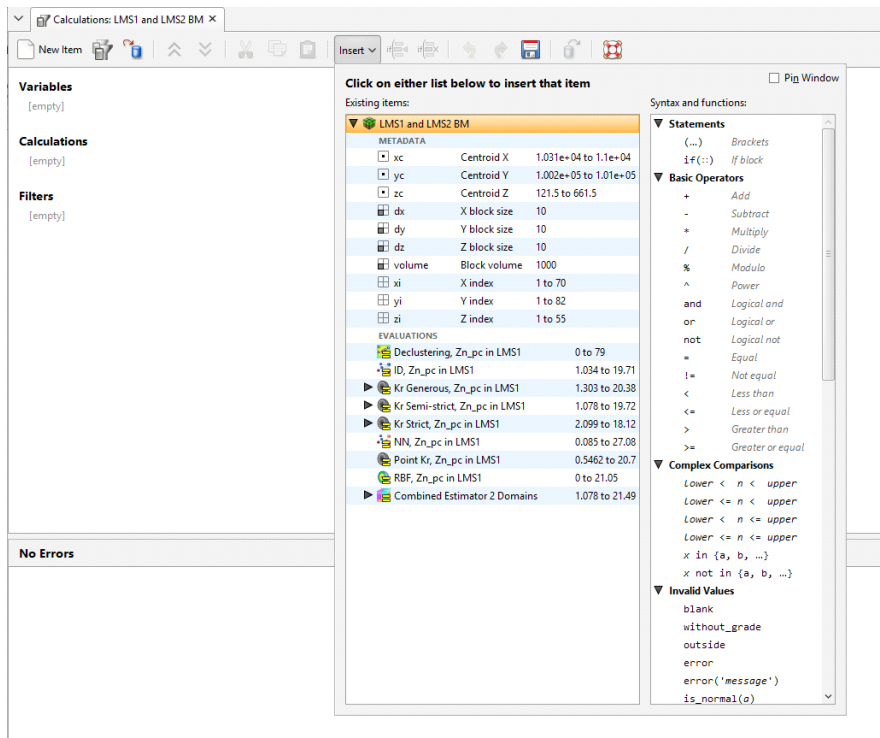 Calculations: LMS1 and LMS2 BM ×
New Item Insert
Variables
[empty]
Calculations
[empty]
Filters
[empty]
No Errors
Click on either list below to insert that item
Pin Window
Existing items:
LMS1 and LMS2 BM
METADATA
xc Centroid X 1.031e+04 to 1.1e+04
yc Centroid Y 1.002e+05 to 1.01e+05
zc Centroid Z 121.5 to 661.5
dx X block size 10
dy Y block size 10
dz Z block size 10
volume Block volume 1000
xi X index 1 to 70
yi Y index 1 to 82
zi Z index 1 to 55
EVALUATIONS
Declustering, Zn_pc in LMS1 0 to 79
ID, Zn_pc in LMS1 1.034 to 19.71
Kr Generous, Zn_pc in LMS1 1.303 to 20.38
Kr Semi-strict, Zn_pc in LMS1 1.078 to 19.72
Kr Strict, Zn_pc in LMS1 2.099 to 18.12
NN, Zn_pc in LMS1 0.085 to 27.08
Point Kr, Zn_pc in LMS1 0.5462 to 20.7
RBF, Zn_pc in LMS1 0 to 21.05
Combined Estimator 2 Domains 1.078 to 21.49
Syntax and functions:
Statements
(…) Brackets
if(::) If block
Basic Operators
+ Add
- Subtract
* Multiply
/ Divide
% Modulo
^ Power
and Logical and
or Logical or
not Logical not
= Equal
!= Not equal
< Less than
<= Less or equal
> Greater than
>= Greater or equal
Complex Comparisons
lower < n < upper
lower <= n < upper
lower < n <= upper
lower <= n <= upper
x in {a, b, …}
x not in {a, b, …}
Invalid Values
blank
without_grade
outside
error
error('message')
is_normal(a)